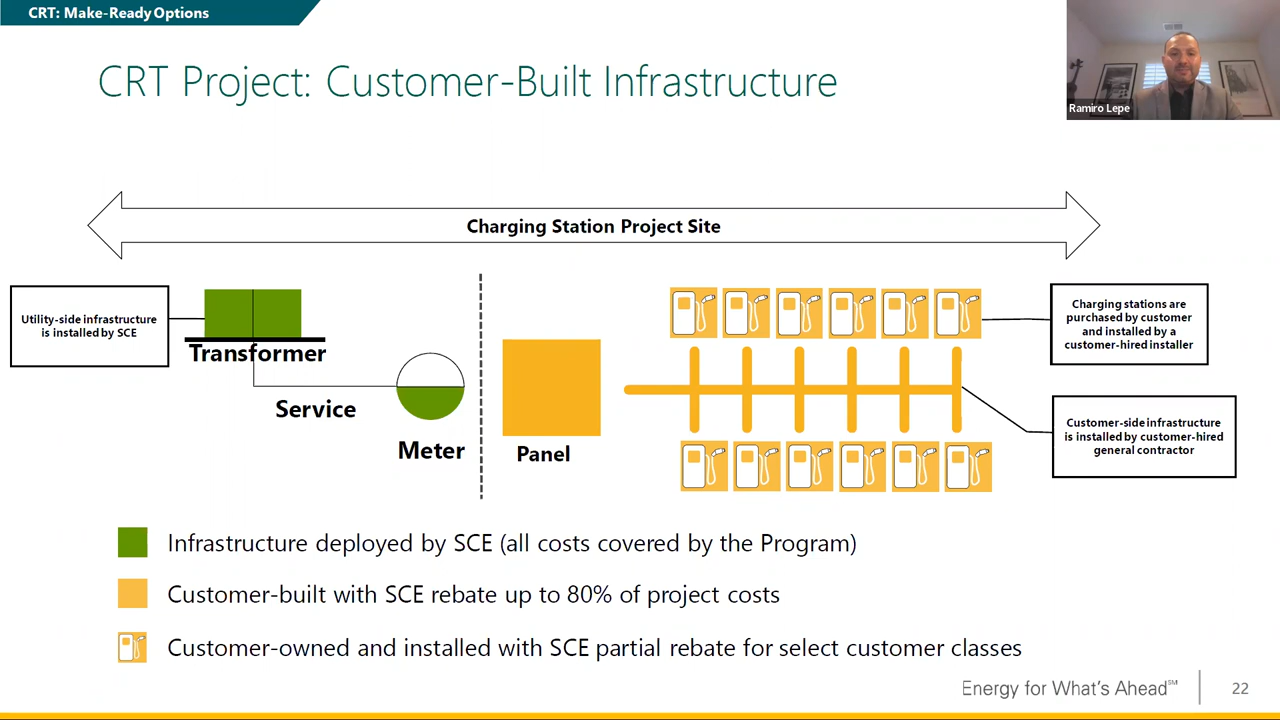 CRT: Make-Ready Options
CRT Project: Customer-Built Infrastructure
Ramiro Lepe
Charging Station Project Site
Utility-side infrastructure
is installed by SCE
Transformer
Service
Meter
Panel
Charging stations are
purchased by customer
and installed by a
customer-hired installer
Customer-side infrastructure
is installed by customer-hired
general contractor
Infrastructure deployed by SCE (all costs covered by the Program)
Customer-built with SCE rebate up to 80% of project costs
Customer-owned and installed with SCE partial rebate for select customer classes
Energy for What's Ahead℠
22